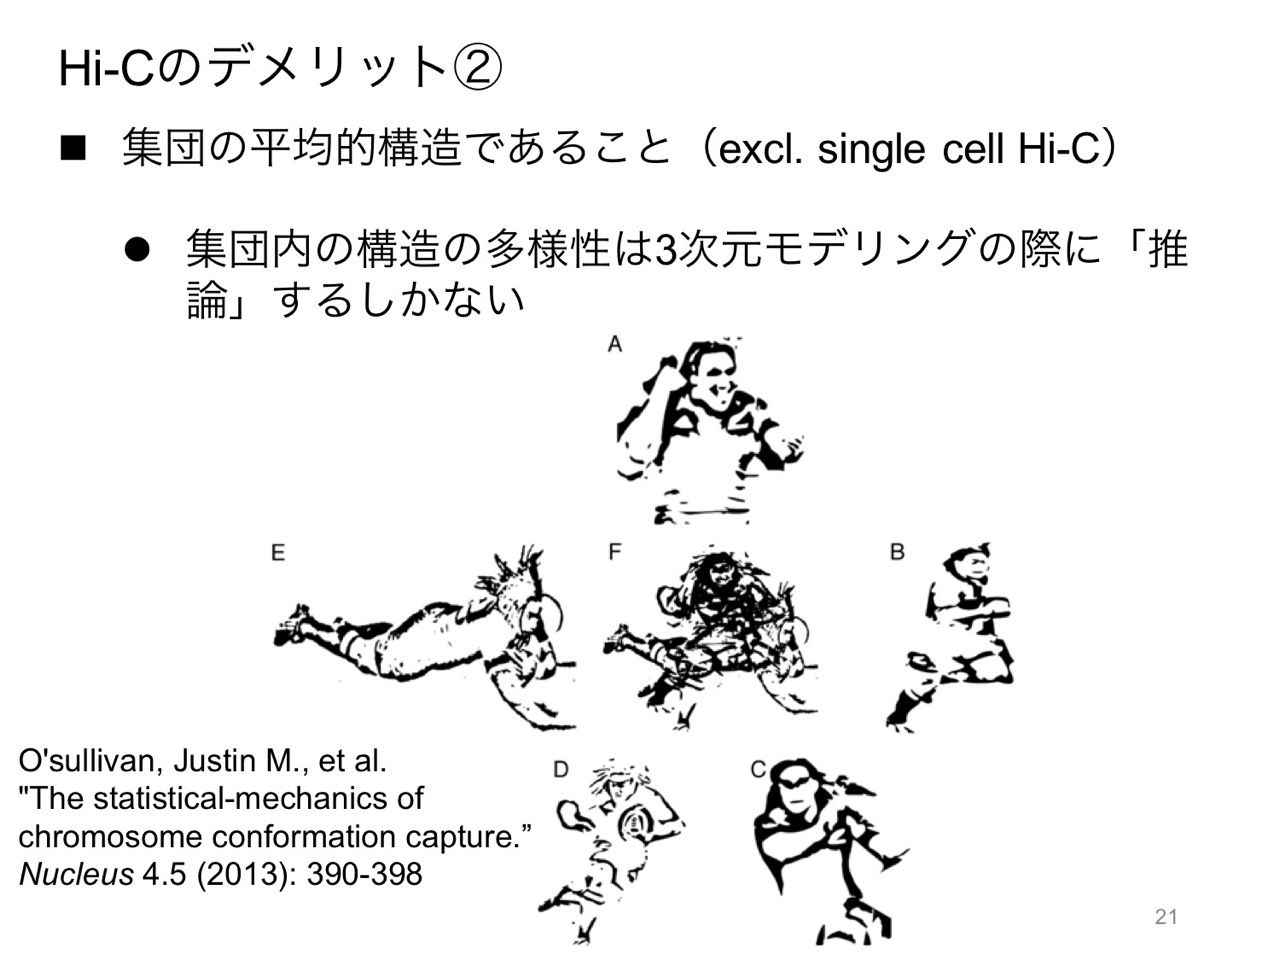 Hi-Cのデメリット②
■ 集団の平均的構造であること（excl. single cell Hi-C）
● 集団内の構造の多様性は3次元モデリングの際に「推
論」するしかない
A
E
F
B
D
C
O'sullivan, Justin M., et al.
"The statistical-mechanics of
chromosome conformation capture.”
Nucleus 4.5 (2013): 390-398
21